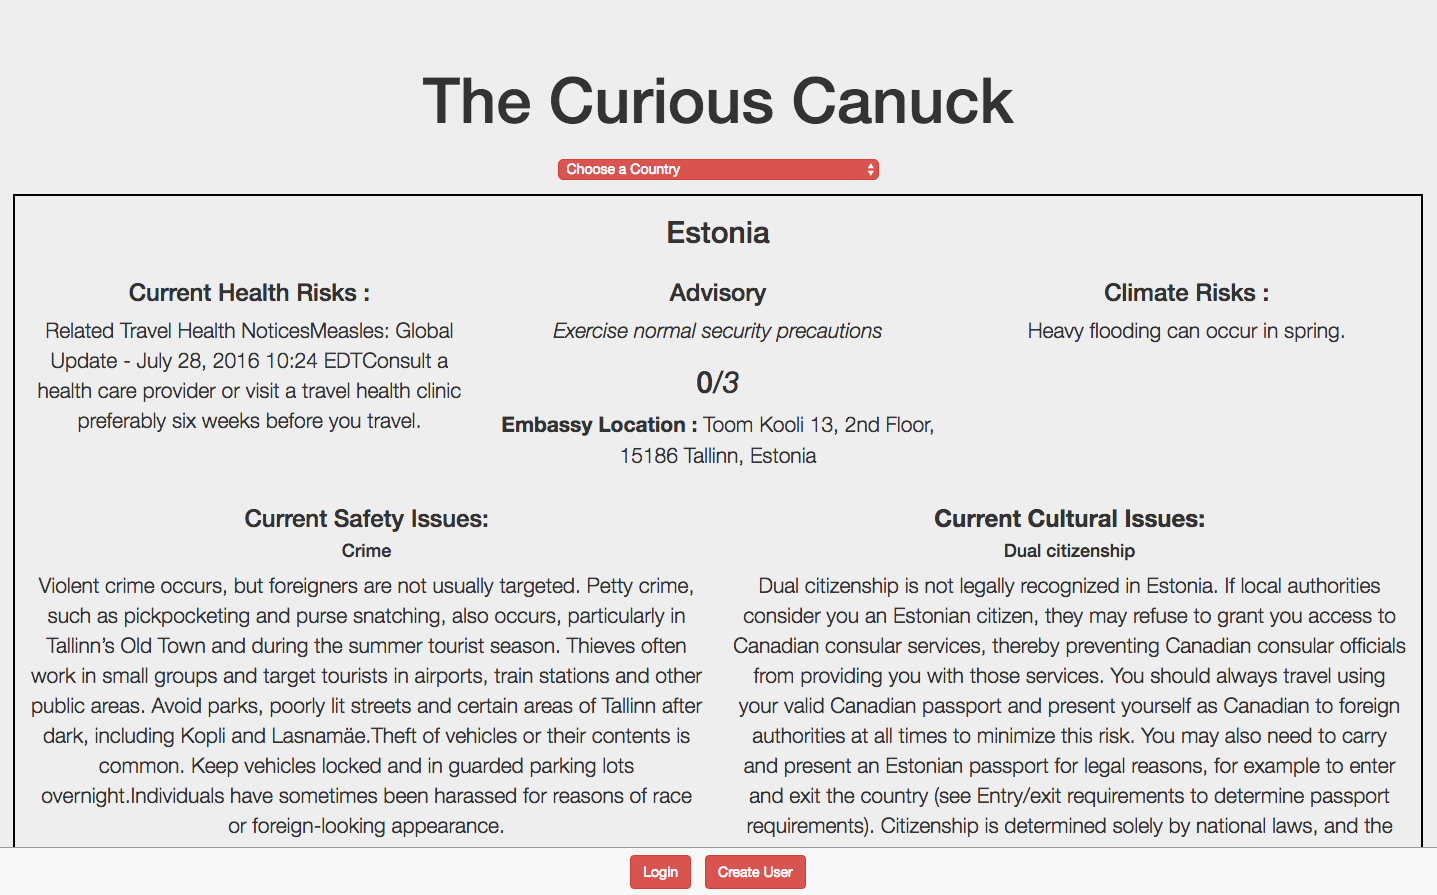 The Curious Canuck
Choose a Country
Estonia
Current Health Risks :
Related Travel Health NoticesMeasles: Global
Update - July 28, 2016 10:24 EDTConsult a
health care provider or visit a travel health clinic
preferably six weeks before you travel.
Advisory
Exercise normal security precautions
0/3
Embassy Location : Toom Kooli 13, 2nd Floor,
15186 Tallinn, Estonia
Climate Risks :
Heavy flooding can occur in spring.
Current Safety Issues:
Crime
Violent crime occurs, but foreigners are not usually targeted. Petty crime,
such as pickpocketing and purse snatching, also occurs, particularly in
Tallinn’s Old Town and during the summer tourist season. Thieves often
work in small groups and target tourists in airports, train stations and other
public areas. Avoid parks, poorly lit streets and certain areas of Tallinn after
dark, including Kopli and Lasnamäe.Theft of vehicles or their contents is
common. Keep vehicles locked and in guarded parking lots
overnight.Individuals have sometimes been harassed for reasons of race
or foreign-looking appearance.
Current Cultural Issues:
Dual citizenship
Dual citizenship is not legally recognized in Estonia. If local authorities
consider you an Estonian citizen, they may refuse to grant you access to
Canadian consular services, thereby preventing Canadian consular officials
from providing you with those services. You should always travel using
your valid Canadian passport and present yourself as Canadian to foreign
authorities at all times to minimize this risk. You may also need to carry
and present an Estonian passport for legal reasons, for example to enter
and exit the country (see Entry/exit requirements to determine passport
requirements). Citizenship is determined solely by national laws, and the
Login
Create User